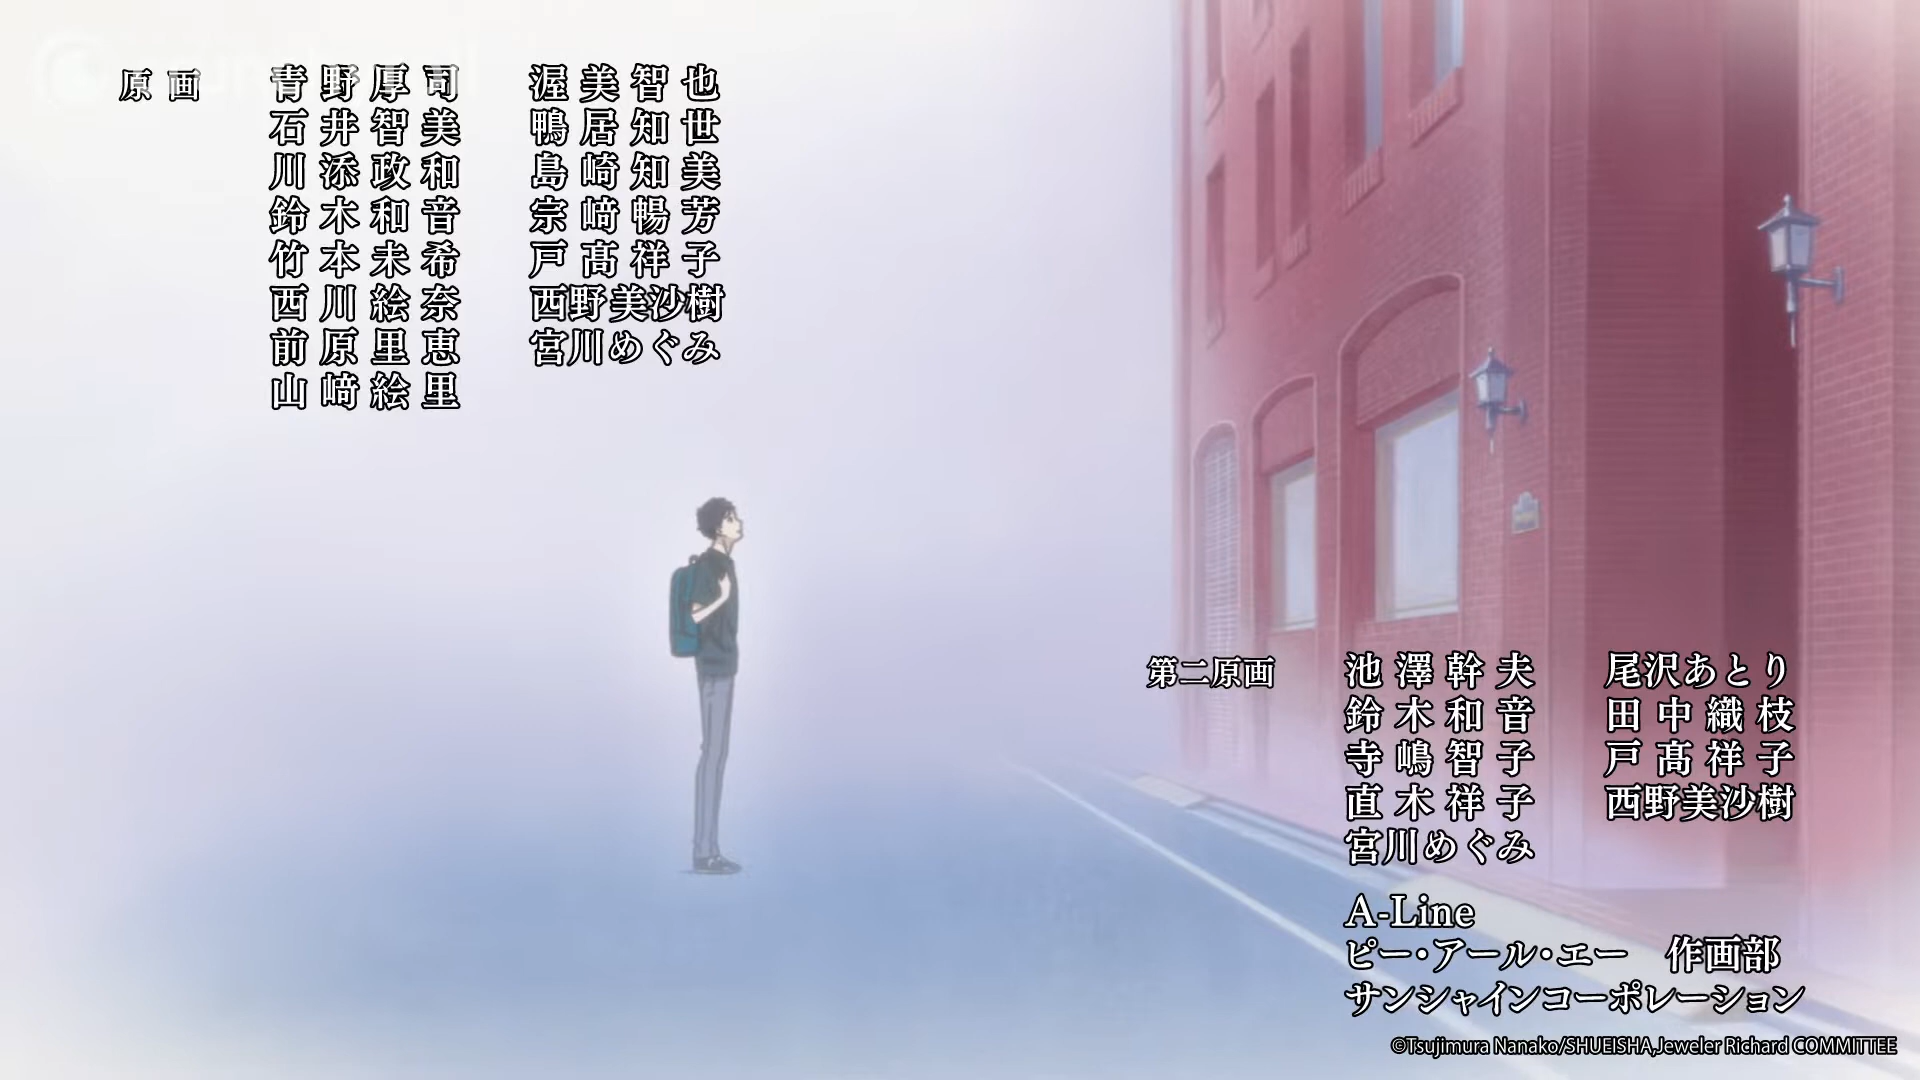 原画
青野厚司 渥美智也
石井智美 鴨居知世
川添政和 島崎知美
鈴木和音 宗﨑暢芳
竹本未希 戸髙祥子
西川絵奈 西野美沙樹
前原里恵 宮川めぐみ
山﨑絵里
第二原画
池澤幹夫 尾沢あとり
鈴木和音 田中織枝
寺嶋智子 戸髙祥子
直木祥子 西野美沙樹
宮川めぐみ
A-Line
ピー・アール・エー 作画部
サンシャインコーポレーション
©Tsujimura Nanako/SHUEISHA,Jeweler Richard COMMITTEE